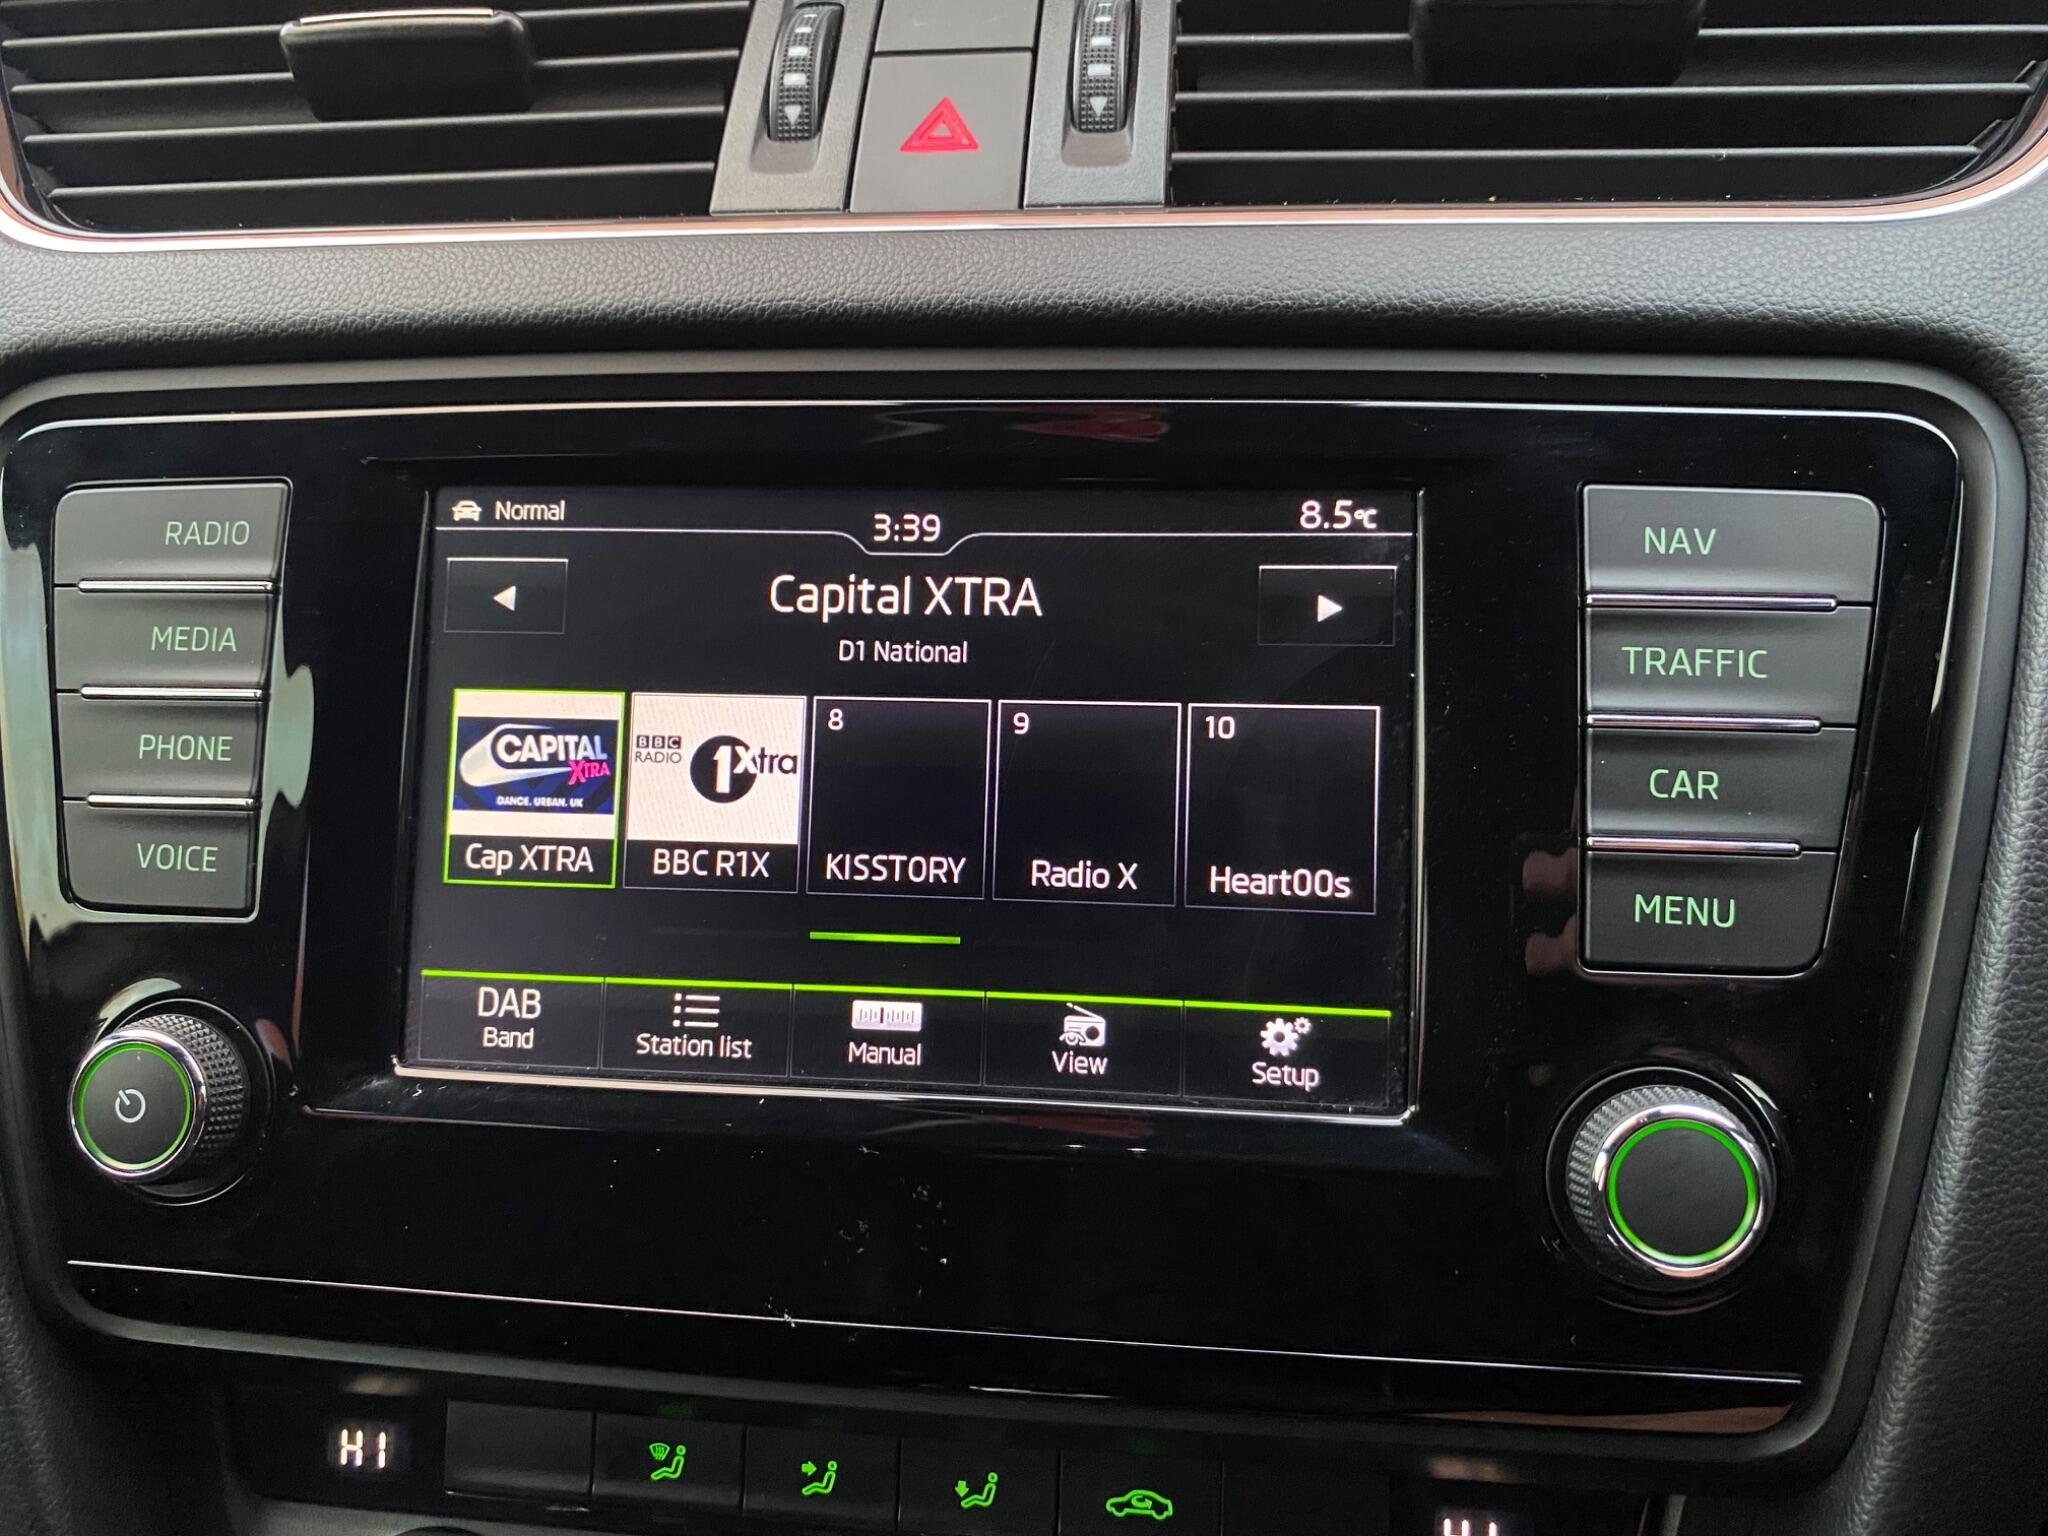 RADIO
MEDIA
PHONE
VOICE
Normal
3:39
8.5°C
Capital XTRA
D1 National
CAPITAL
XTRA
DANCE. URBAN. UK
Cap XTRA
BBC
RADIO
1Xtra
BBC R1X
8
KISSTORY
9
Radio X
10
Heart00s
DAB
Band
Station list
Manual
View
Setup
NAV
TRAFFIC
CAR
MENU
HI
HI